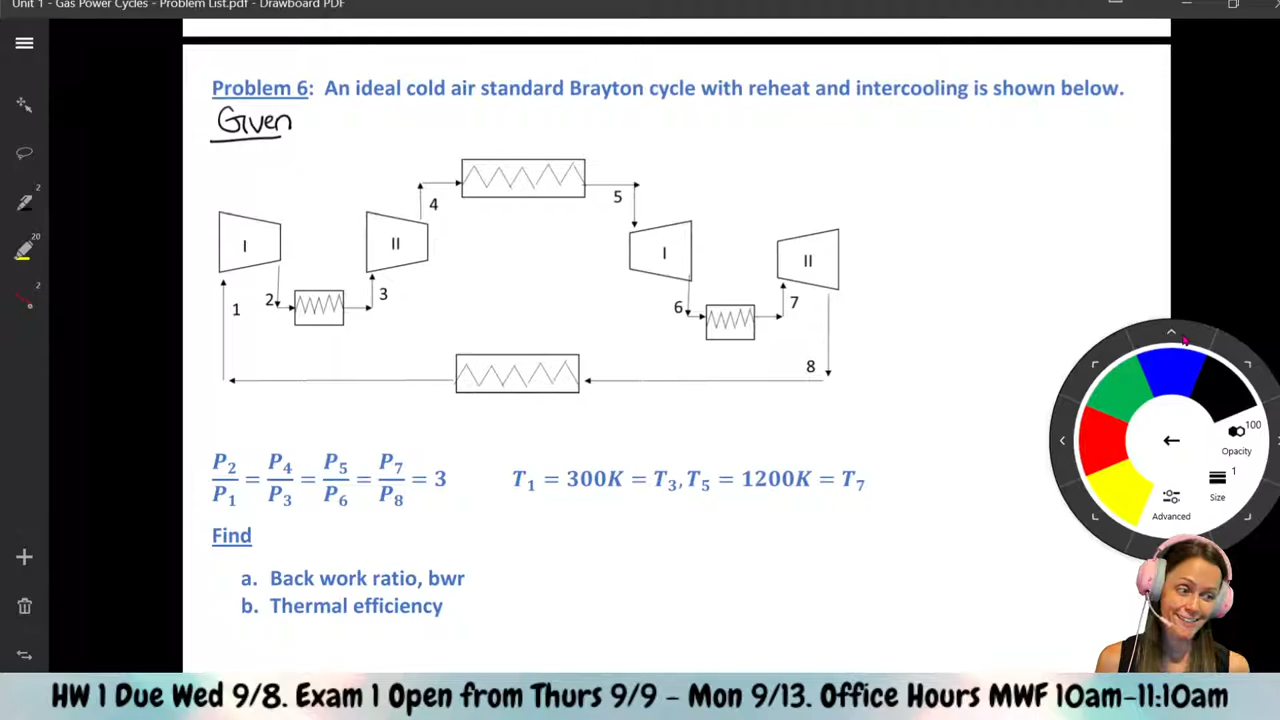 Unit 1 - Gas Power Cycles - Problem List.pdf - Drawboard PDF
Problem 6: An ideal cold air standard Brayton cycle with reheat and intercooling is shown below.
Given
4
5
I
II
I
II
2
3
6
7
1
8
P₂/P₁ = P₄/P₃ = P₅/P₆ = P₇/P₈ = 3 T₁ = 300K = T₃, T₅ = 1200K = T₇
Find
a. Back work ratio, bwr
b. Thermal efficiency
2
20
2
100
Opacity
1
Size
Advanced
HW 1 Due Wed 9/8. Exam 1 Open from Thurs 9/9 - Mon 9/13. Office Hours MWF 10am-11:10am